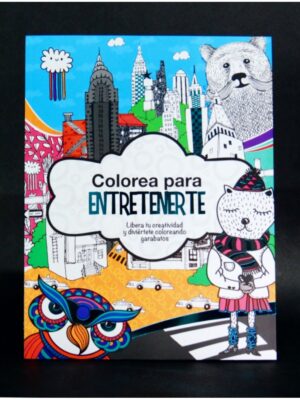 Colorea para
ENTRETENERTE
Libera tu creatividad
y diviértete coloreando
garabatos